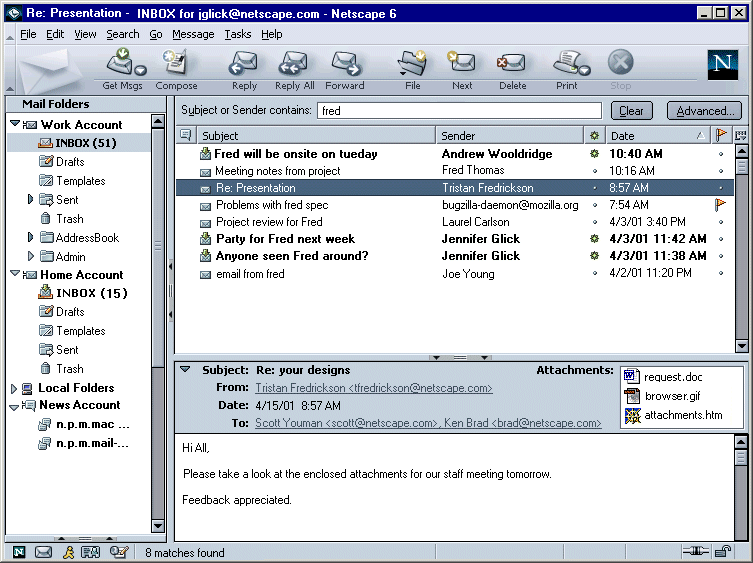 Re: Presentation - INBOX for jglick@netscape.com - Netscape 6
File Edit View Search Go Message Tasks Help
Get Msgs Compose Reply Reply All Forward File Next Delete Print Stop N
Mail Folders
Work Account
INBOX (51)
Drafts
Templates
Sent
Trash
AddressBook
Admin
Home Account
INBOX (15)
Drafts
Templates
Sent
Trash
Local Folders
News Account
n.p.m.mac ...
n.p.m.mail-...
Subject or Sender contains: fred Clear Advanced...
Subject Sender Date
Fred will be onsite on tueday Andrew Wooldridge 10:40 AM
Meeting notes from project Fred Thomas 10:16 AM
Re: Presentation Tristan Fredrickson 8:57 AM
Problems with fred spec bugzilla-daemon@mozilla.org 7:54 AM
Project review for Fred Laurel Carlson 4/3/01 3:40 PM
Party for Fred next week Jennifer Glick 4/3/01 11:42 AM
Anyone seen Fred around? Jennifer Glick 4/3/01 11:38 AM
email from fred Joe Young 4/2/01 11:20 PM
Subject: Re: your designs
From: Tristan Fredrickson <tfredrickson@netscape.com>
Date: 4/15/01 8:57 AM
To: Scott Youman <scott@netscape.com>, Ken Brad <brad@netscape.com>
Attachments:
request.doc
browser.gif
attachments.htm
Hi All,
Please take a look at the enclosed attachments for our staff meeting tomorrow.
Feedback appreciated.
N 8 matches found